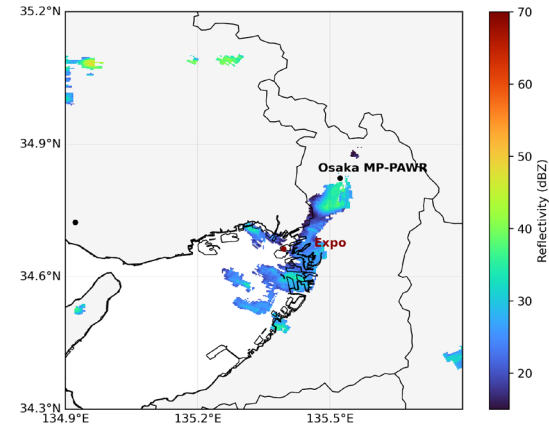 35.2°N
34.9°N
34.6°N
34.3°N
134.9°E
135.2°E
135.5°E
Osaka MP-PAWR
Expo
70
60
50
40
30
20
Reflectivity (dBZ)